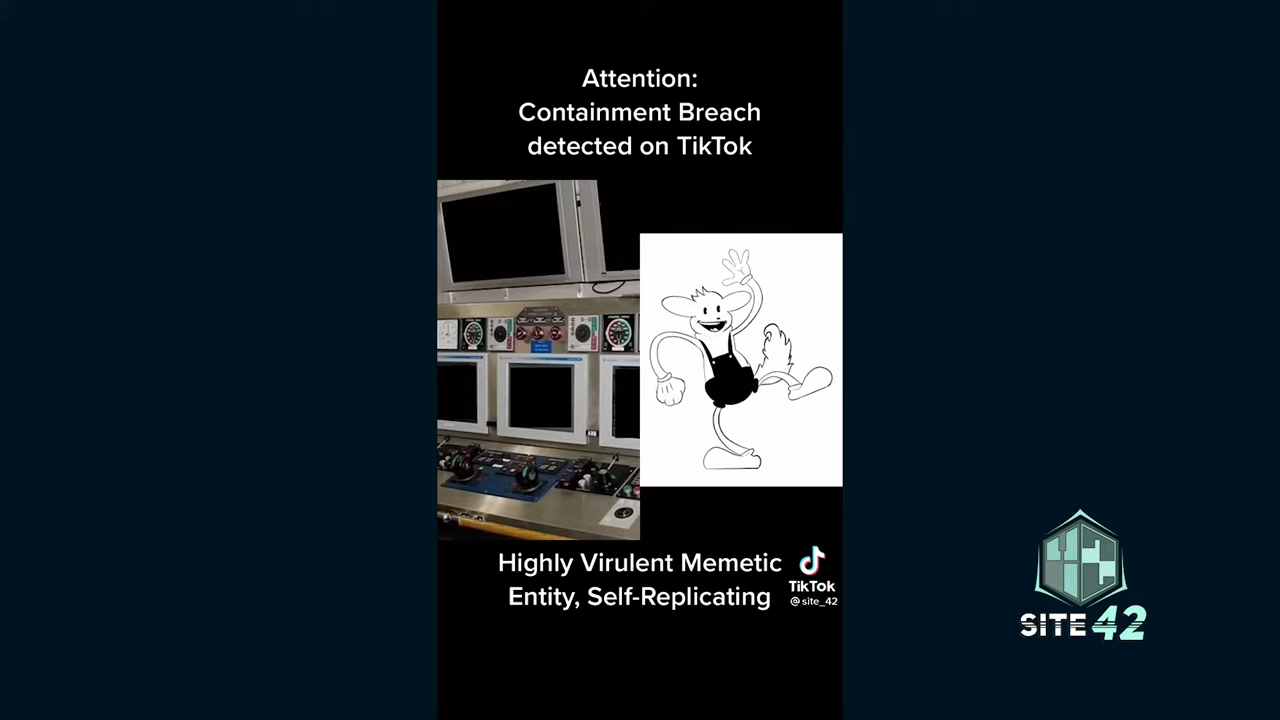 Attention:
Containment Breach
detected on TikTok
Highly Virulent Memetic
Entity, Self-Replicating
TikTok
@site_42
SITE 42